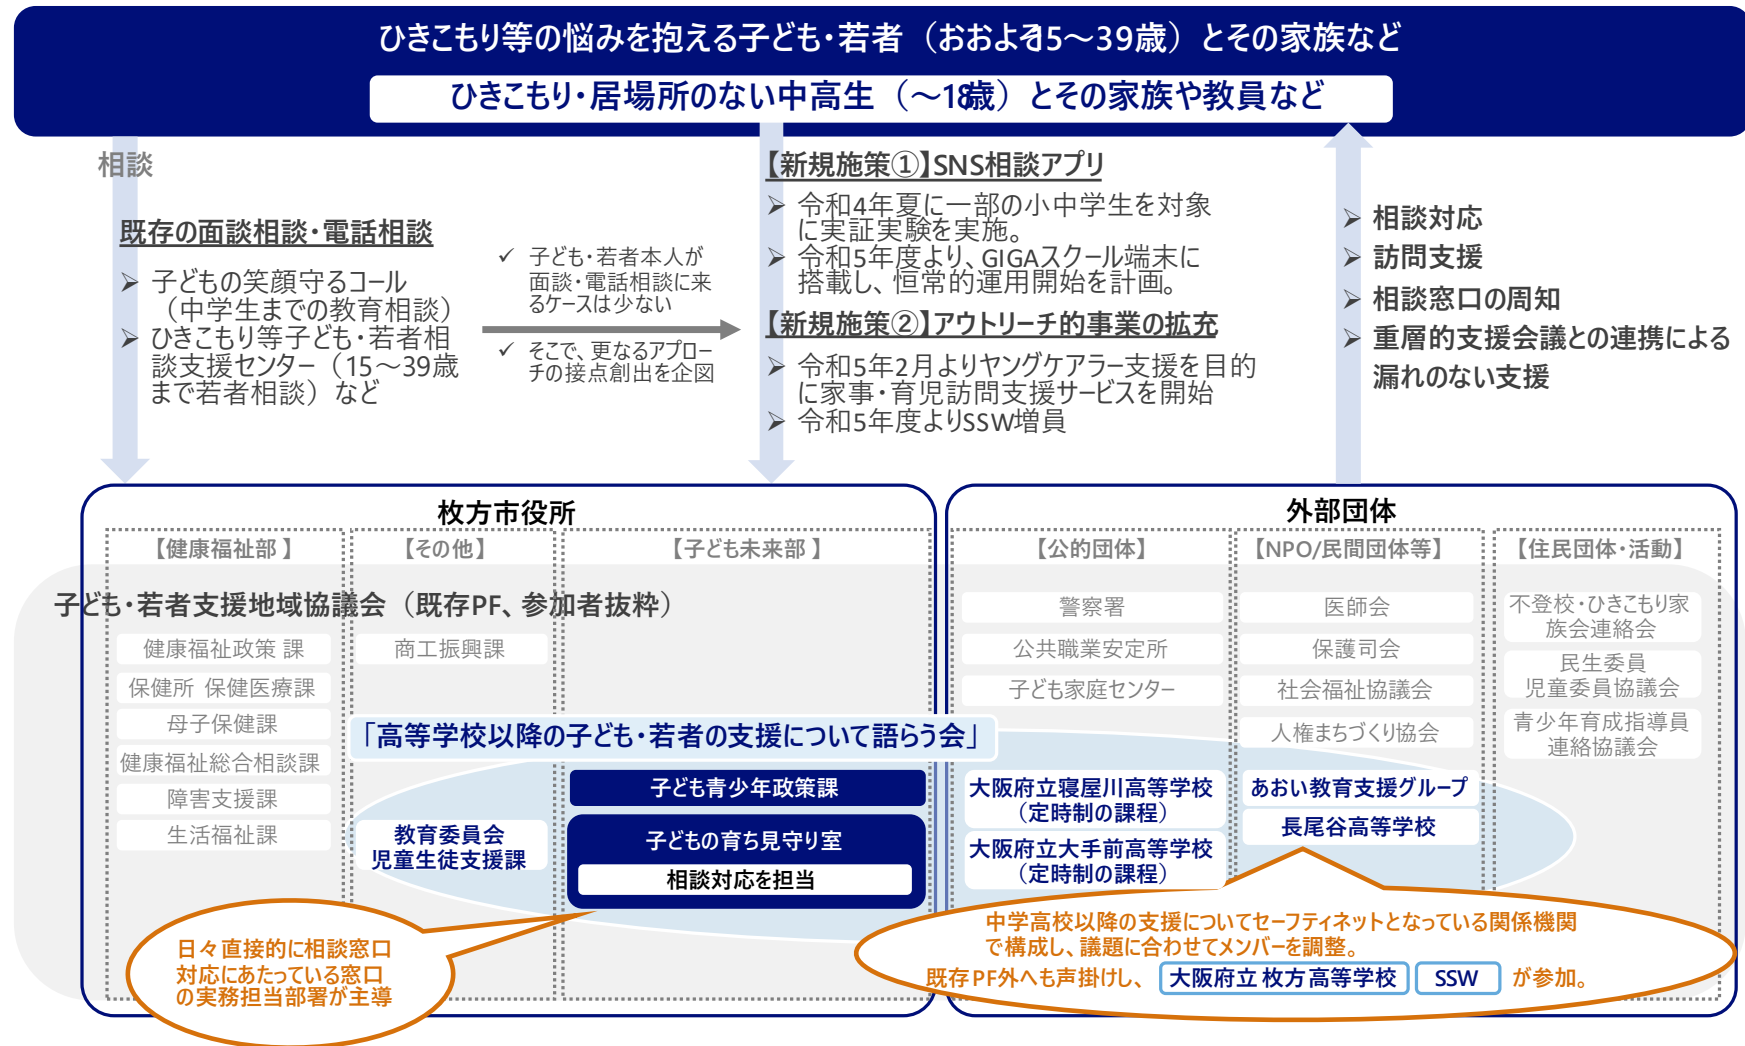 ひきこもり等の悩みを抱える子ども・若者（おおよそ15～39歳）とその家族など
ひきこもり・居場所のない中高生（～18歳）とその家族や教員など
相談
既存の面談相談・電話相談
➢ 子どもの笑顔守るコール
（中学生までの教育相談）
➢ ひきこもり等子ども・若者相
談支援センター（15～39歳
まで若者相談）など
✓ 子ども・若者本人が
面談・電話相談に来
るケースは少ない
✓ そこで、更なるアプロー
チの接点創出を企図
【新規施策①】SNS相談アプリ
➢ 令和4年夏に一部の小中学生を対象
に実証実験を実施。
➢ 令和5年度より、GIGAスクール端末に
搭載し、恒常的運用開始を計画。
【新規施策②】アウトリーチ的事業の拡充
➢ 令和5年2月よりヤングケアラー支援を目的
に家事・育児訪問支援サービスを開始
➢ 令和5年度よりSSW増員
➢ 相談対応
➢ 訪問支援
➢ 相談窓口の周知
➢ 重層的支援会議との連携による
漏れのない支援
枚方市役所
【健康福祉部】
【その他】
【子ども未来部】
子ども・若者支援地域協議会（既存PF、参加者抜粋）
健康福祉政策 課
保健所 保健医療課
母子保健課
健康福祉総合相談課
障害支援課
生活福祉課
商工振興課
「高等学校以降の子ども・若者の支援について語らう会」
教育委員会
児童生徒支援課
子ども青少年政策課
子どもの育ち見守り室
相談対応を担当
日々直接的に相談窓口
対応にあたっている窓口
の実務担当部署が主導
外部団体
【公的団体】
【NPO/民間団体等】
【住民団体・活動】
警察署
公共職業安定所
子ども家庭センター
大阪府立寝屋川高等学校
（定時制の課程）
大阪府立大手前高等学校
（定時制の課程）
医師会
保護司会
社会福祉協議会
人権まちづくり協会
あおい教育支援グループ
長尾谷高等学校
不登校・ひきこもり家
族会連絡会
民生委員
児童委員協議会
青少年育成指導員
連絡協議会
中学高校以降の支援についてセーフティネットとなっている関係機関
で構成し、議題に合わせてメンバーを調整。
既存PF外へも声掛けし、 大阪府立 枚方高等学校 SSW が参加。